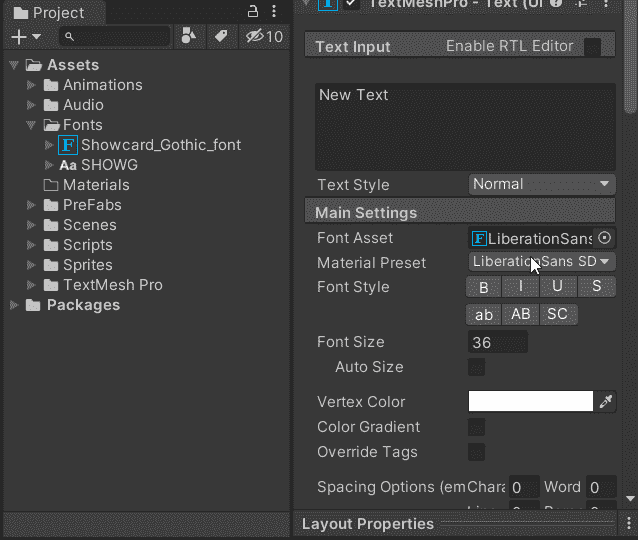 Project
10
Assets
Animations
Audio
Fonts
Showcard_Gothic_font
Aa SHOWG
Materials
PreFabs
Scenes
Scripts
Sprites
TextMesh Pro
Packages
TextMeshPro - Text (UI
Text Input Enable RTL Editor
New Text
Text Style Normal
Main Settings
Font Asset F LiberationSans
Material Preset LiberationSans SD
Font Style B I U S
ab AB SC
Font Size 36
Auto Size
Vertex Color
Color Gradient
Override Tags
Spacing Options (em Chara 0 Word 0
Layout Properties